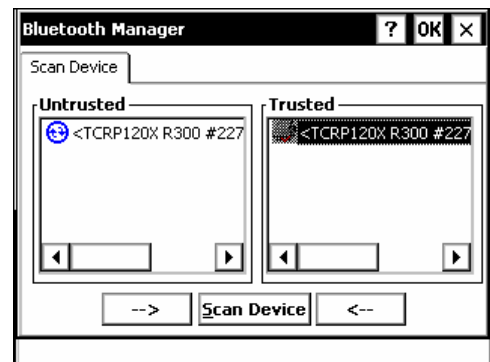 Bluetooth Manager ? OK ×
Scan Device
Untrusted Trusted
<TCRP120X R300 #227 <TCRP120X R300 #227
--> Scan Device <--